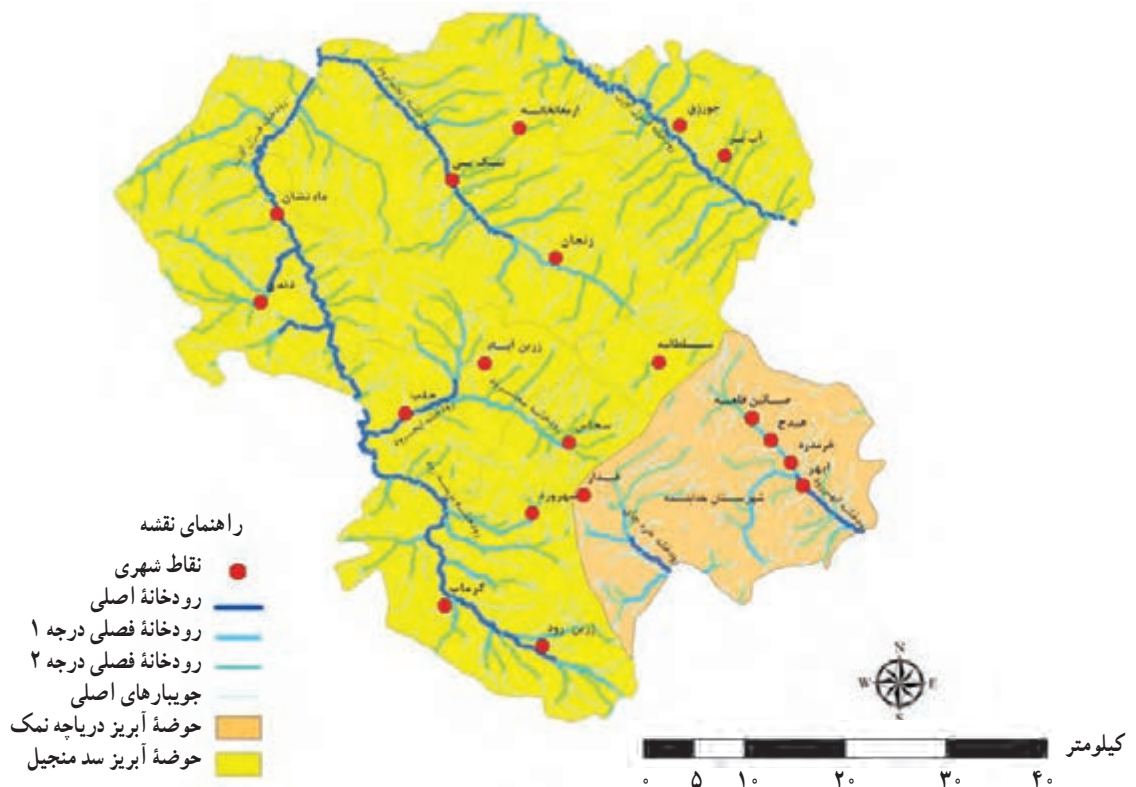 جورزق
آب بر
ارمغانخانه
نیک پی
ماه نشان
زنجان
زرین آباد
سلطانیه
حلب
صائین قلعه
هیدج
خرمدره
ابهر
سجاس
قیدار
سهرورد
شهرستان خدابنده
گرماب
زرین رود
راهنمای نقشه
نقاط شهری
رودخانهٔ اصلی
رودخانهٔ فصلی درجه ۱
رودخانهٔ فصلی درجه ۲
جویبارهای اصلی
حوضهٔ آبریز دریاچه نمک
حوضهٔ آبریز سد منجیل
N
W E
S
کیلومتر
۰ ۵ ۱۰ ۲۰ ۳۰ ۴۰